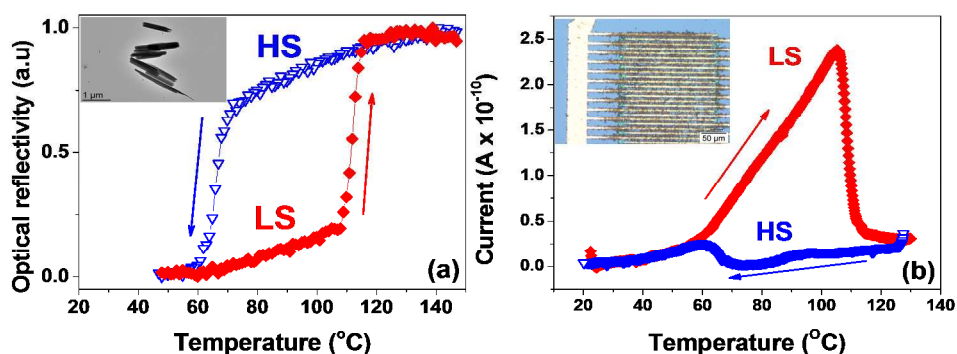 1 µm
HS
LS
(a)
Optical reflectivity (a.u)
1.0
0.5
0.0
40 60 80 100 120 140
Temperature (°C)
50 µm
LS
HS
(b)
Current (A x 10⁻¹⁰)
2.5
2.0
1.5
1.0
0.5
0.0
20 40 60 80 100 120 140
Temperature (°C)